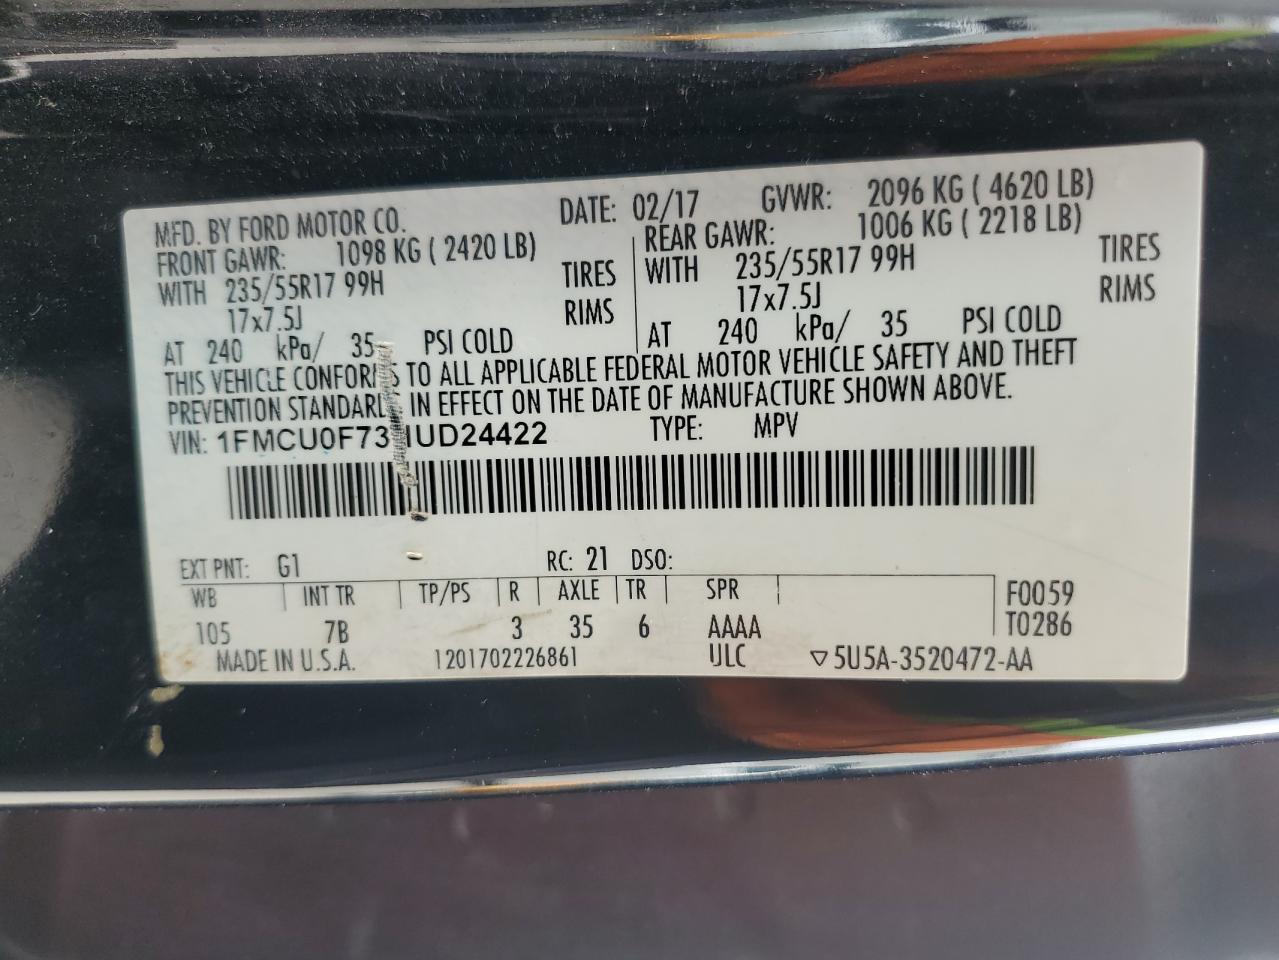 MFD. BY FORD MOTOR CO. DATE: 02/17 GVWR: 2096 KG ( 4620 LB)
FRONT GAWR: 1098 KG ( 2420 LB) REAR GAWR: 1006 KG ( 2218 LB)
WITH 235/55R17 99H TIRES WITH 235/55R17 99H TIRES
17x7.5J RIMS 17x7.5J RIMS
AT 240 kPa/ 35 PSI COLD AT 240 kPa/ 35 PSI COLD
THIS VEHICLE CONFORMS TO ALL APPLICABLE FEDERAL MOTOR VEHICLE SAFETY AND THEFT
PREVENTION STANDARDS IN EFFECT ON THE DATE OF MANUFACTURE SHOWN ABOVE.
VIN: 1FMCU0F73HUD24422 TYPE: MPV
EXT PNT: G1 RC: 21 DSO:
WB INT TR TP/PS R AXLE TR SPR F0059
105 7B 3 35 6 AAAA T0286
MADE IN U.S.A. 1201702226861 ULC ▽5U5A-3520472-AA